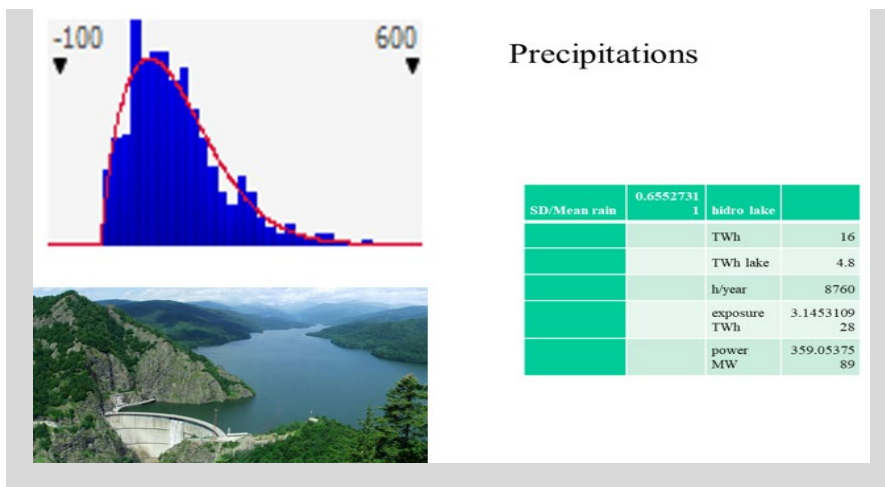 -100 600
Precipitations
SD/Mean rain 0.6552731
1 hidro lake
TWh 16
TWh lake 4.8
h/year 8760
exposure 3.1453109
TWh 28
power 359.05375
MW 89